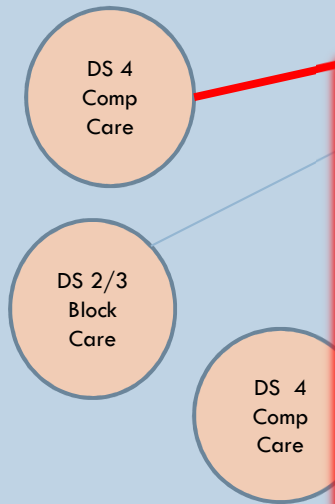 DS 4
Comp
Care
DS 2/3
Block
Care
DS 4
Comp
Care